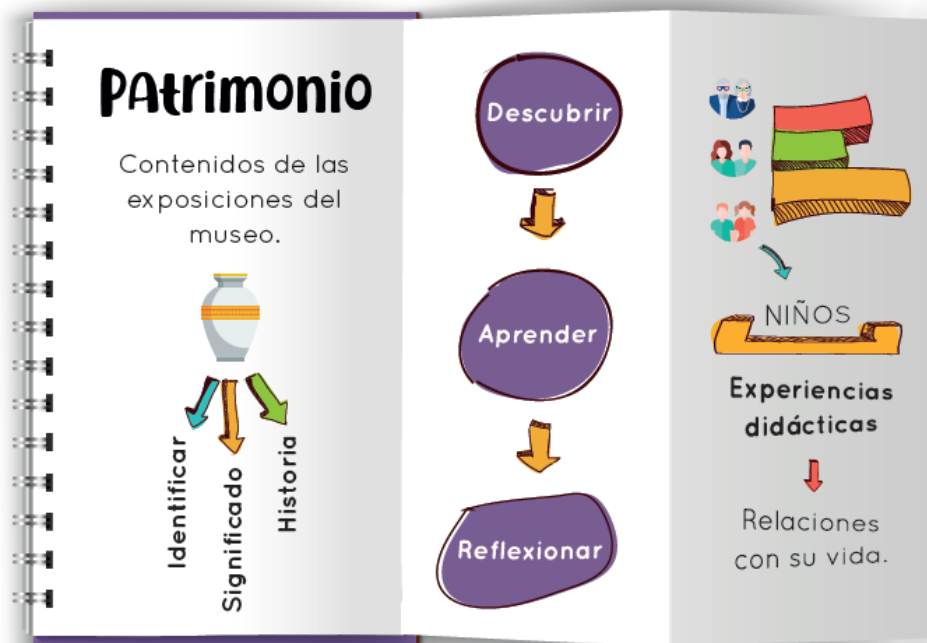 PAtrimonio
Contenidos de las
exposiciones del
museo.
Identificar
Significado
Historia
Descubrir
Aprender
Reflexionar
NIÑOS
Experiencias
didácticas
Relaciones
con su vida.